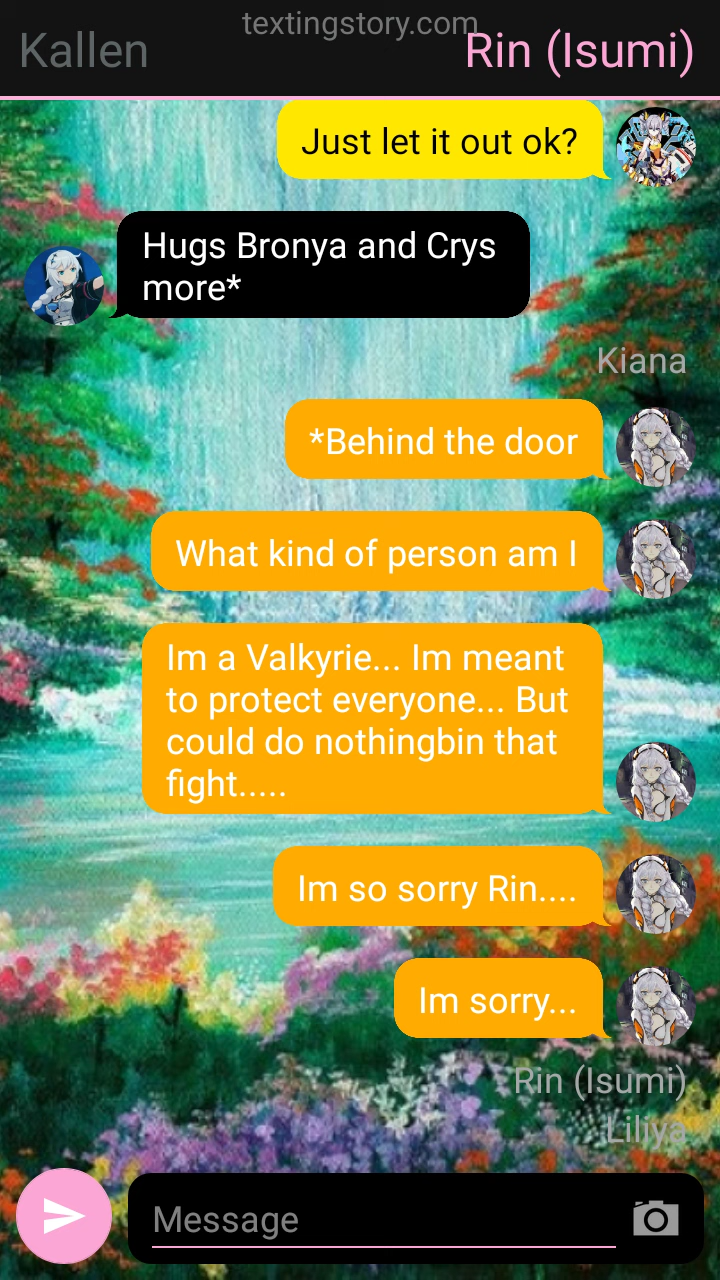 textingstory.com
Kallen
Rin (Isumi)
Just let it out ok?
Hugs Bronya and Crys
more*
Kiana
*Behind the door
What kind of person am I
Im a Valkyrie... Im meant
to protect everyone... But
could do nothingbin that
fight.....
Im so sorry Rin....
Im sorry...
Rin (Isumi)
Liliya
Message